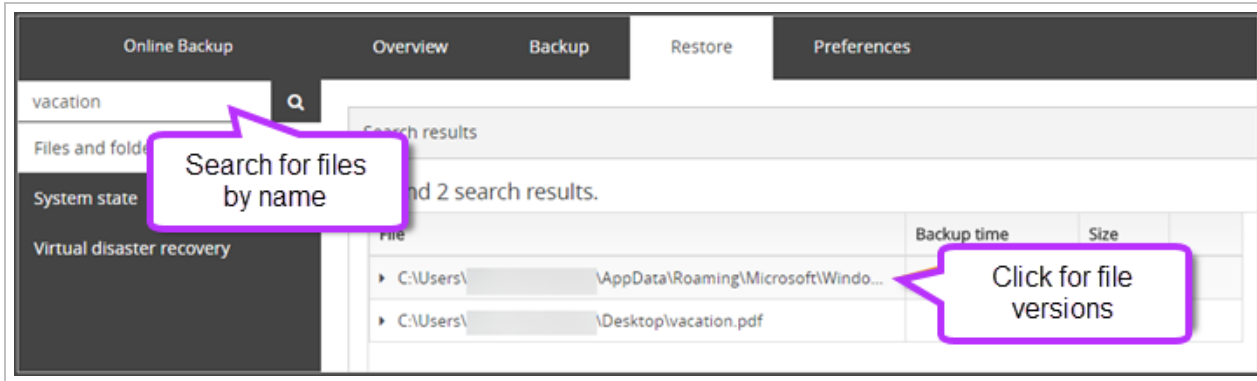 Online Backup Overview Backup Restore Preferences
vacation
Files and folde
Search results
Search for files
by name
nd 2 search results.
System state
Virtual disaster recovery
File Backup time Size
C:\Users\ \AppData\Roaming\Microsoft\Windo...
C:\Users\ \Desktop\vacation.pdf
Click for file
versions